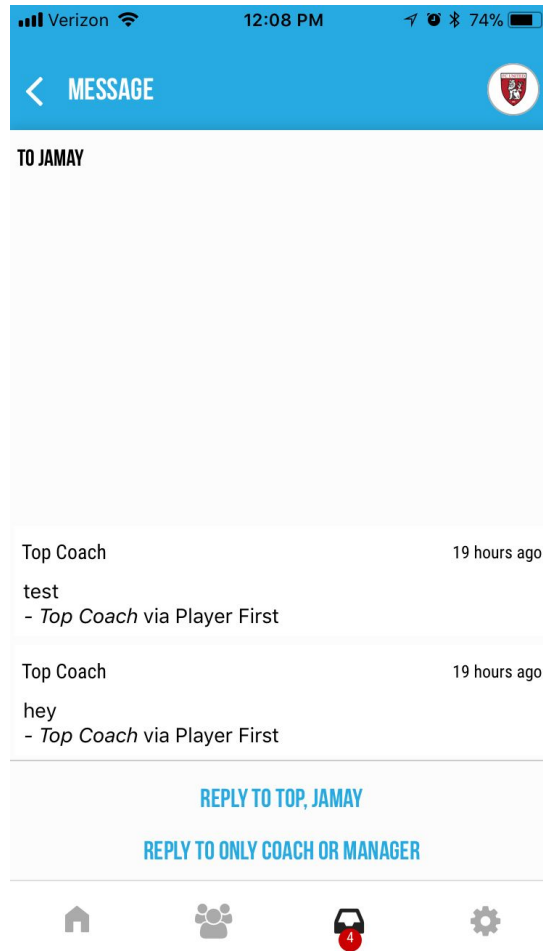 Verizon 12:08 PM 74%
MESSAGE
TO JAMAY
Top Coach 19 hours ago
test
- Top Coach via Player First
Top Coach 19 hours ago
hey
- Top Coach via Player First
REPLY TO TOP, JAMAY
REPLY TO ONLY COACH OR MANAGER
4